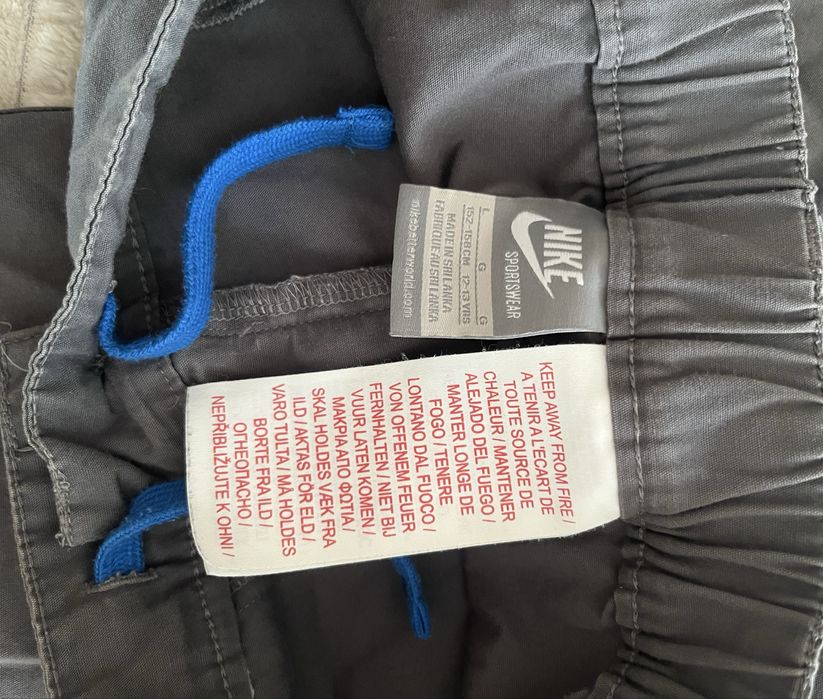 NIKE
SPORTSWEAR
L G G
152-158CM 12-13 YRS
MADE IN SRI LANKA
FABRIQUE AU SRI LANKA
nikebetterworld.com
KEEP AWAY FROM FIRE /
A TENIR A L'ECART DE
TOUTE SOURCE DE
CHALEUR / MANTENER
ALEJADO DEL FUEGO /
MANTER LONGE DE
FOGO / TENERE
LONTANO DAL FUOCO /
VON OFFENEM FEUER
FERNHALTEN / NIET BIJ
VUUR LATEN KOMEN /
ΜΑΚΡΙΑ ΑΠΟ ΦΩΤΙΑ /
SKAL HOLDES VÆK FRA
ILD / AKTAS FÖR ELD /
VARO TULTA / MÅ HOLDES
BORTE FRA ILD /
ОГНЕОПАСНО /
NEPŘIBLIŽUJTE K OHNI /